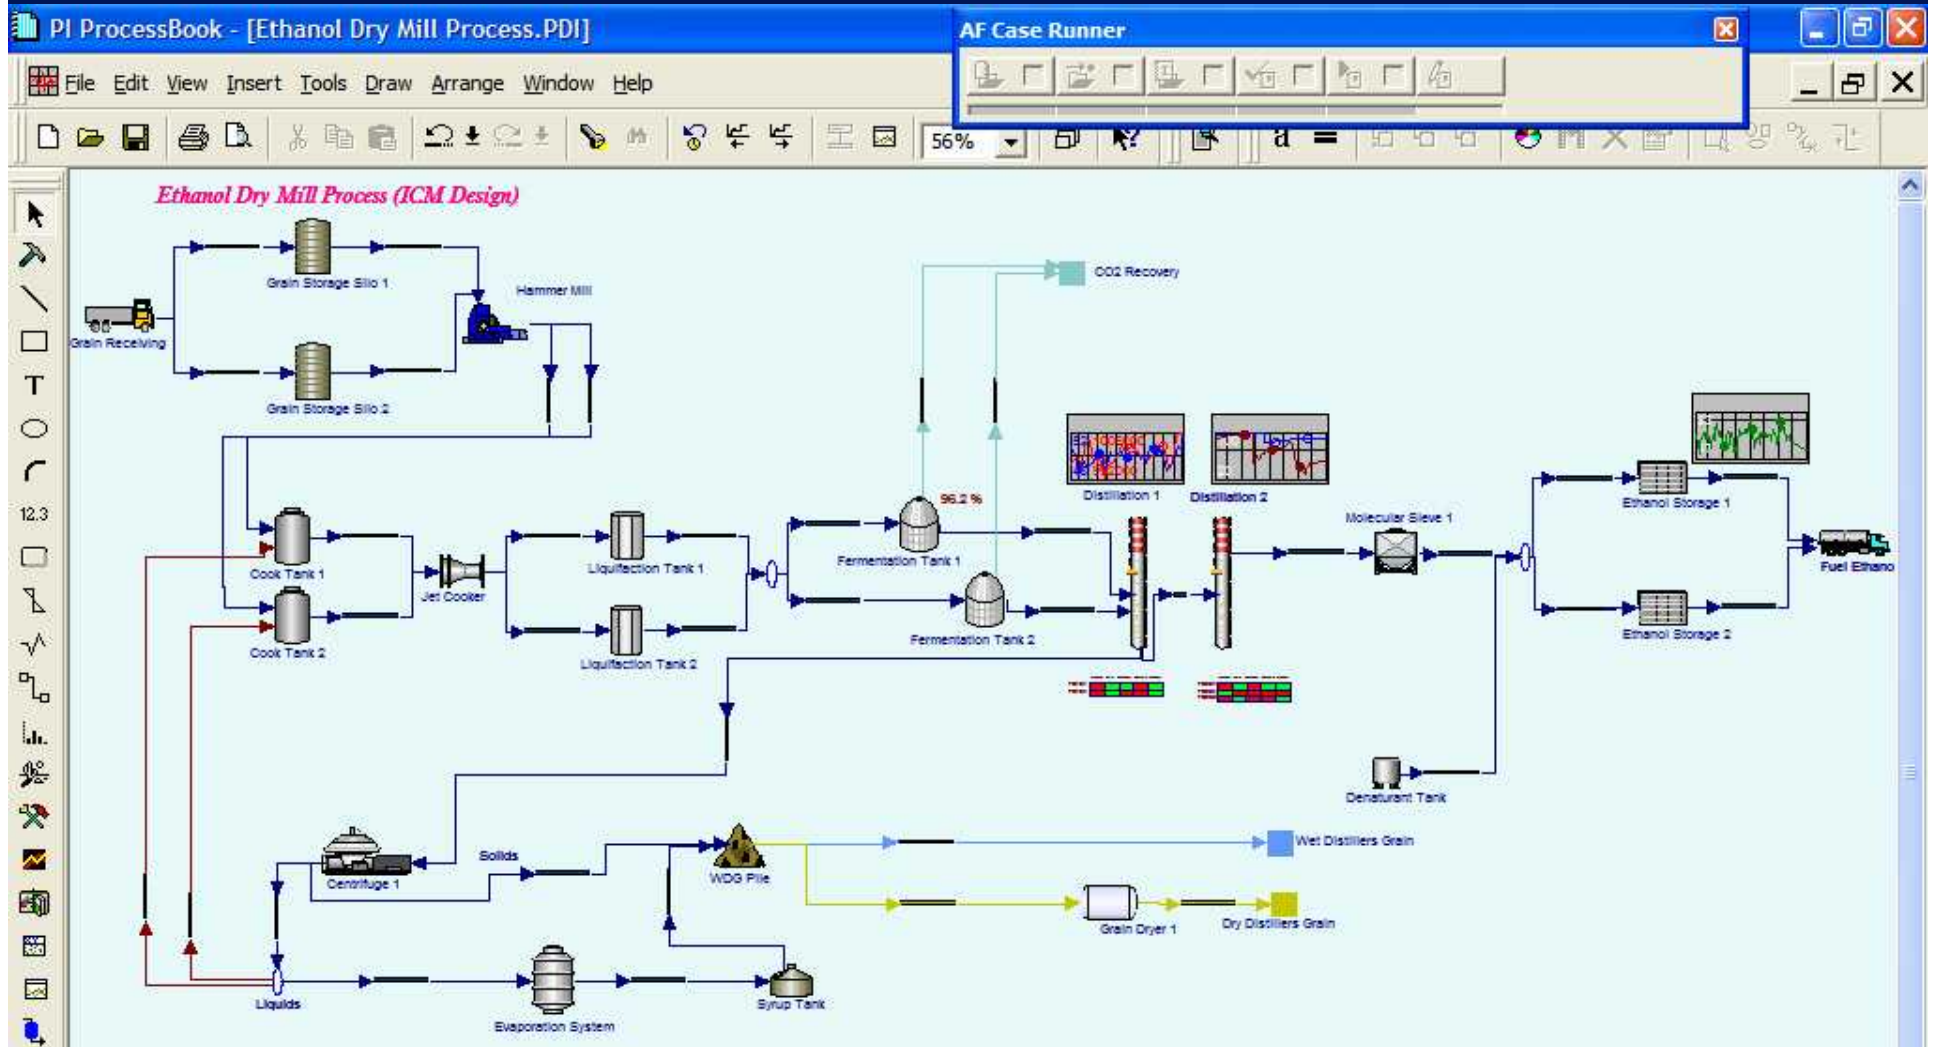 PI ProcessBook - [Ethanol Dry Mill Process.PDI]
AF Case Runner
File Edit View Insert Tools Draw Arrange Window Help
56%
a
T
12.3
Ethanol Dry Mill Process (ICM Design)
Grain Storage Silo 1
Hammer Mill
CO2 Recovery
Grain Receiving
Grain Storage Silo 2
96.2 %
Distillation 1
Distillation 2
Ethanol Storage 1
Molecular Sieve 1
Fermentation Tank 1
Cook Tank 1
Liquifaction Tank 1
Jet Cooker
Fuel Ethano
Fermentation Tank 2
Ethanol Storage 2
Cook Tank 2
Liquifaction Tank 2
Denaturant Tank
Solids
Centrifuge 1
WDG Pile
Wet Distillers Grain
Grain Dryer 1
Dry Distillers Grain
Liquids
Evaporation System
Syrup Tank